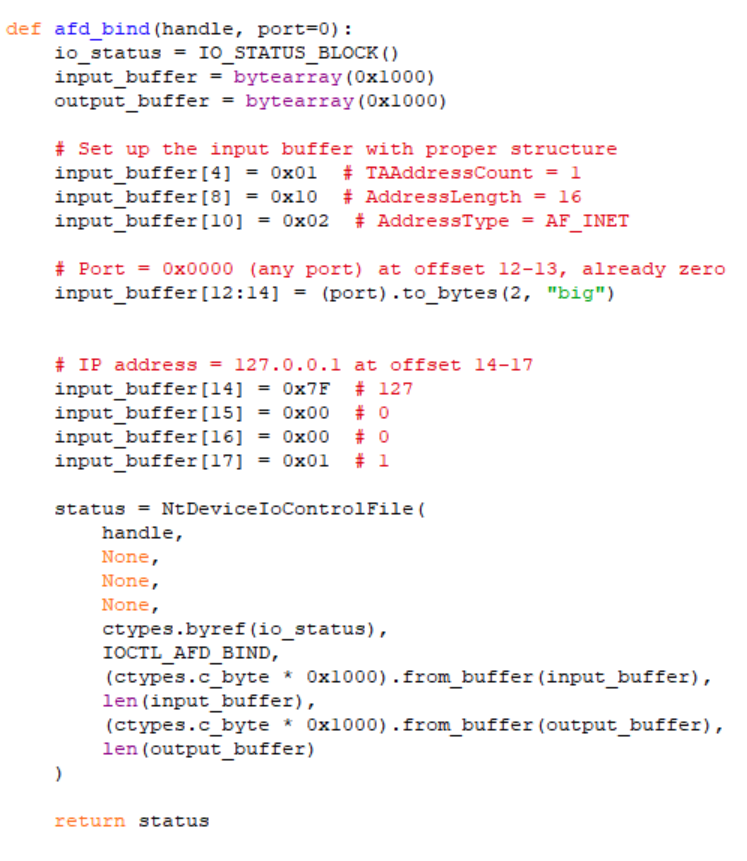 def afd_bind(handle, port=0):
    io_status = IO_STATUS_BLOCK()
    input_buffer = bytearray(0x1000)
    output_buffer = bytearray(0x1000)

    # Set up the input buffer with proper structure
    input_buffer[4] = 0x01  # TAAddressCount = 1
    input_buffer[8] = 0x10  # AddressLength = 16
    input_buffer[10] = 0x02  # AddressType = AF_INET

    # Port = 0x0000 (any port) at offset 12-13, already zero
    input_buffer[12:14] = (port).to_bytes(2, "big")


    # IP address = 127.0.0.1 at offset 14-17
    input_buffer[14] = 0x7F  # 127
    input_buffer[15] = 0x00  # 0
    input_buffer[16] = 0x00  # 0
    input_buffer[17] = 0x01  # 1

    status = NtDeviceIoControlFile(
        handle,
        None,
        None,
        None,
        ctypes.byref(io_status),
        IOCTL_AFD_BIND,
        (ctypes.c_byte * 0x1000).from_buffer(input_buffer),
        len(input_buffer),
        (ctypes.c_byte * 0x1000).from_buffer(output_buffer),
        len(output_buffer)
    )

    return status